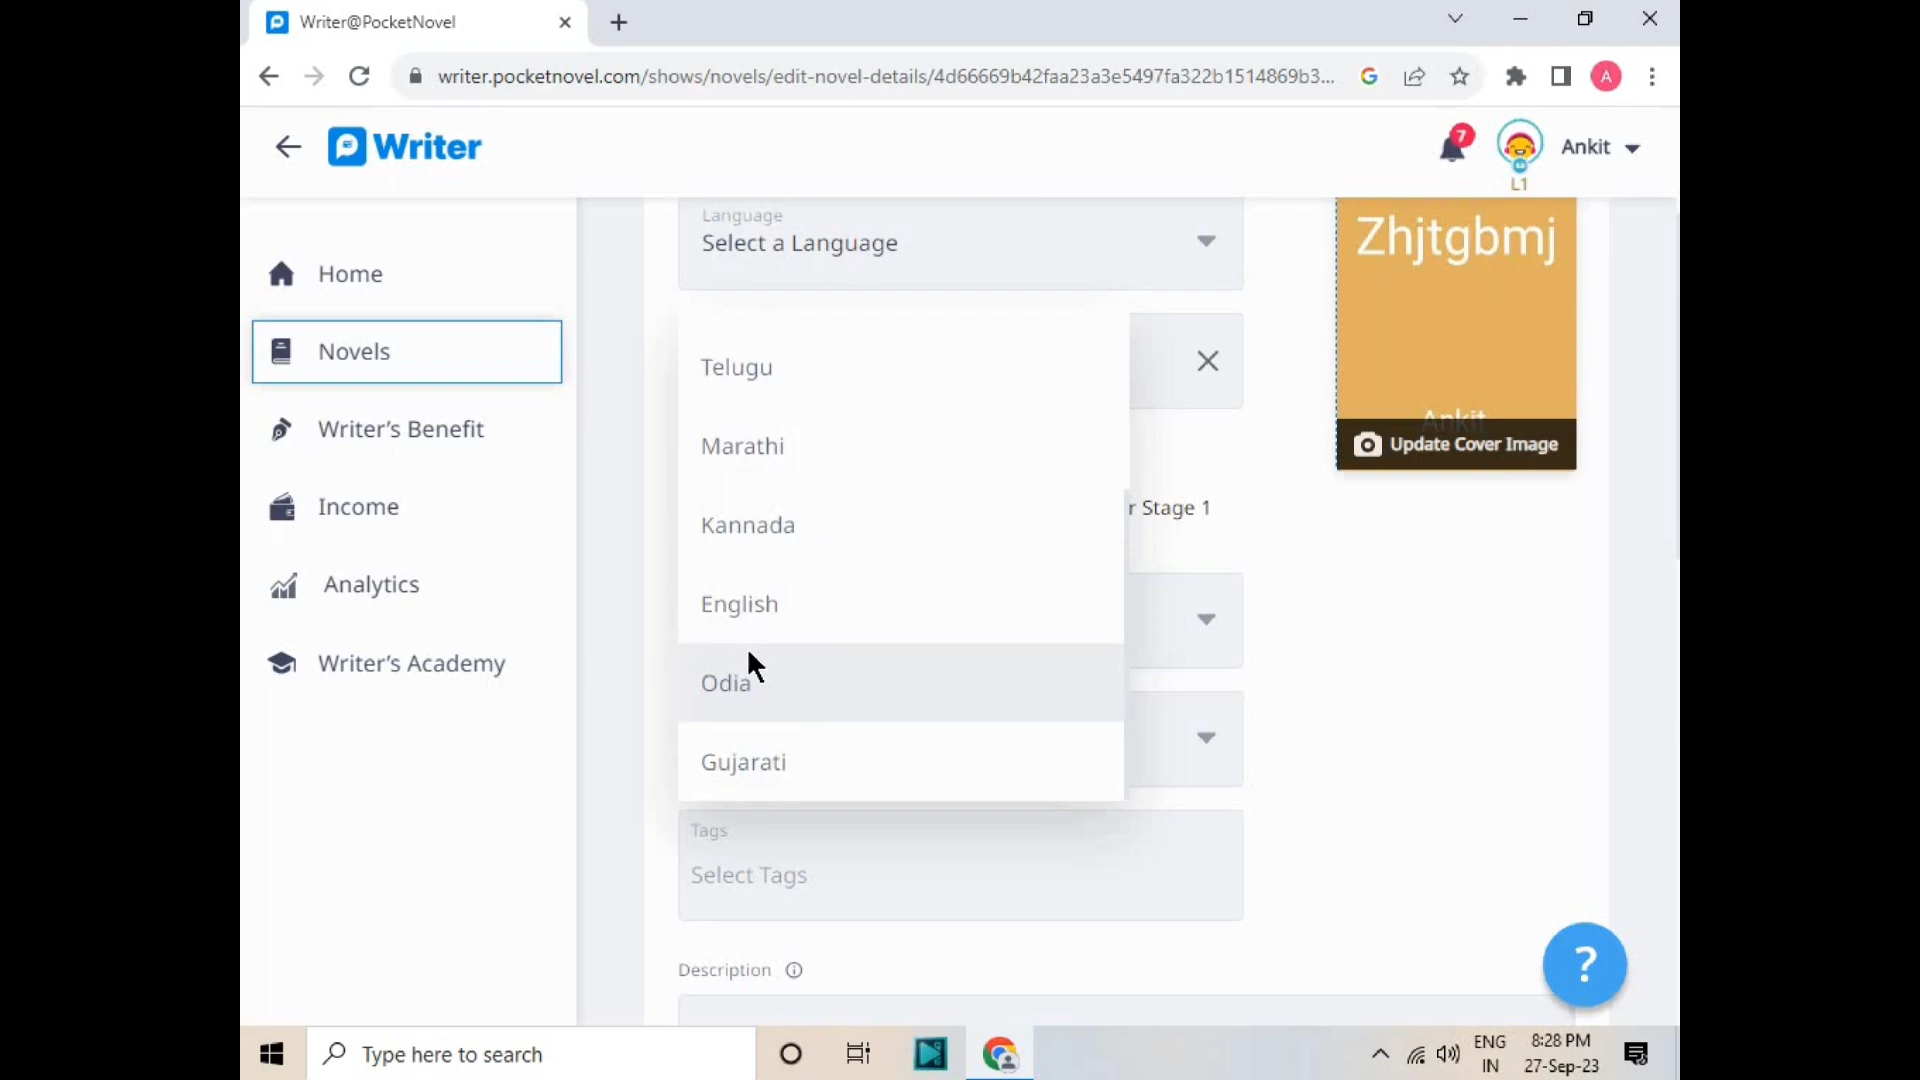 Writer@PocketNovel
writer.pocketnovel.com/shows/novels/edit-novel-details/4d66669b42faa23a3e5497fa322b1514869b3...
A
Writer
7
Ankit
L1
Home
Novels
Writer's Benefit
Income
Analytics
Writer's Academy
Language
Select a Language
Telugu
Marathi
Kannada
English
Odia
Gujarati
r Stage 1
Tags
Select Tags
Description
Zhjtgbmj
Ankit
Update Cover Image
?
Type here to search
ENG
IN
8:28 PM
27-Sep-23